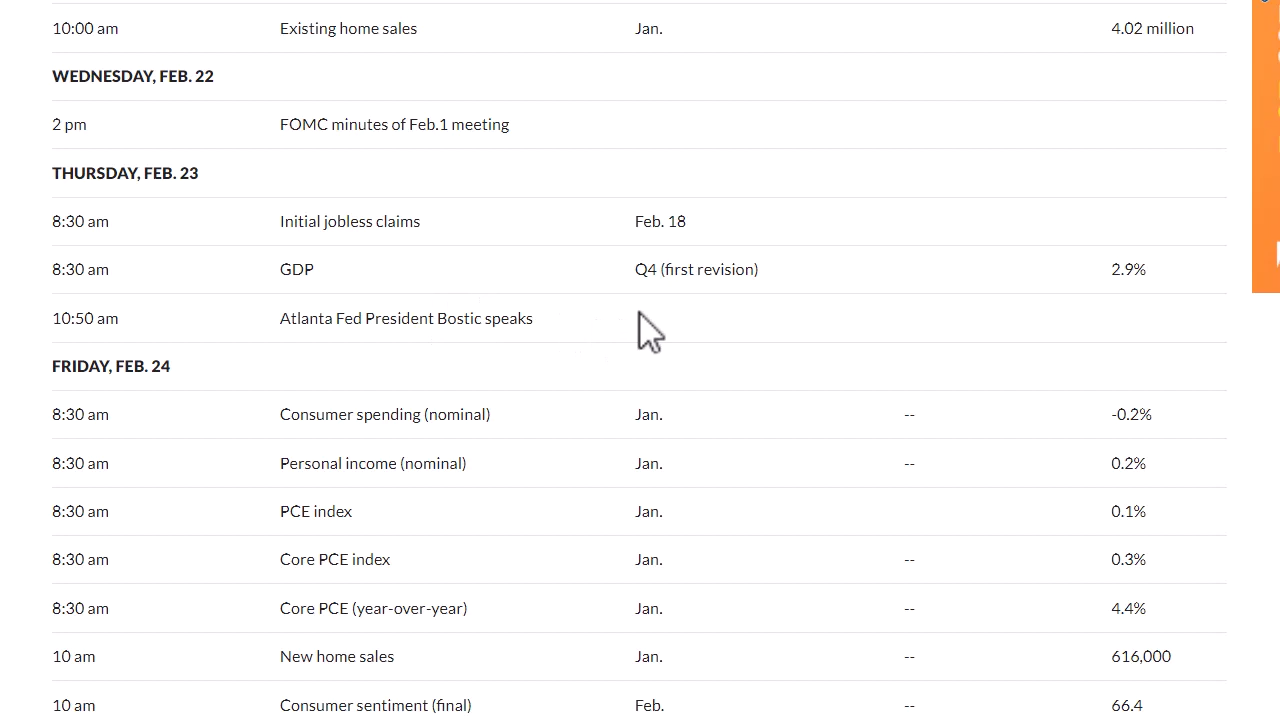 10:00 am Existing home sales Jan. 4.02 million
WEDNESDAY, FEB. 22
2 pm FOMC minutes of Feb.1 meeting
THURSDAY, FEB. 23
8:30 am Initial jobless claims Feb. 18
8:30 am GDP Q4 (first revision) 2.9%
10:50 am Atlanta Fed President Bostic speaks
FRIDAY, FEB. 24
8:30 am Consumer spending (nominal) Jan. -- -0.2%
8:30 am Personal income (nominal) Jan. -- 0.2%
8:30 am PCE index Jan. 0.1%
8:30 am Core PCE index Jan. -- 0.3%
8:30 am Core PCE (year-over-year) Jan. -- 4.4%
10 am New home sales Jan. -- 616,000
10 am Consumer sentiment (final) Feb. -- 66.4